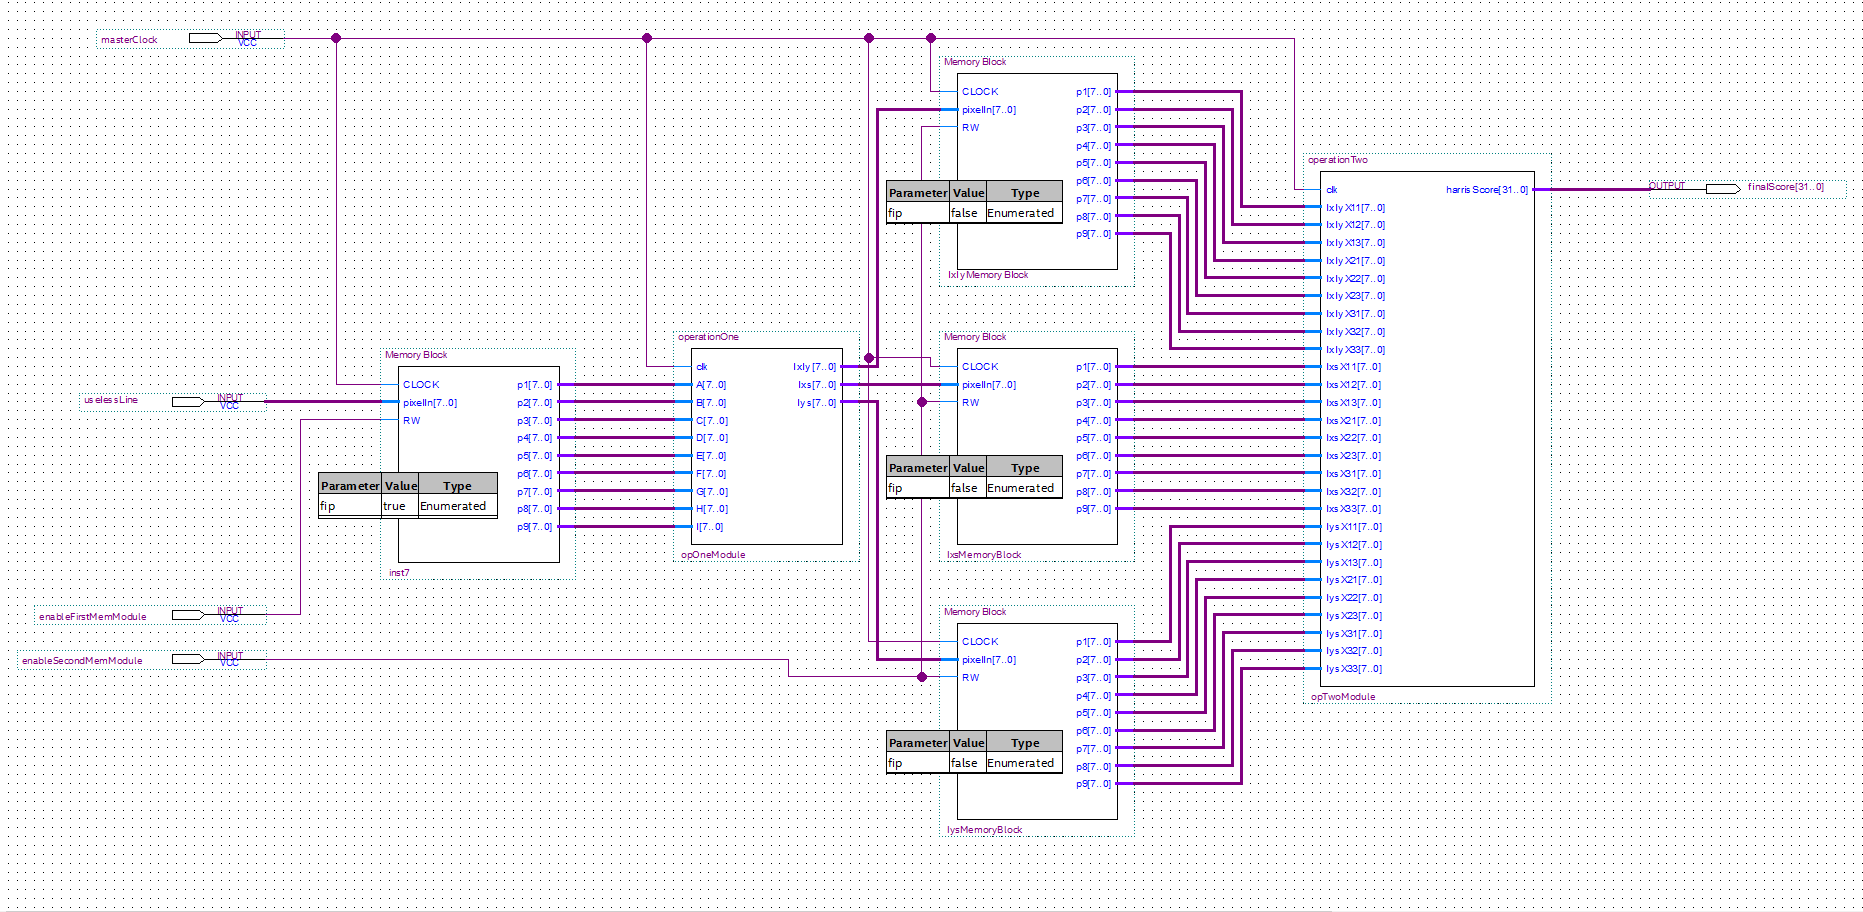 masterClock
INPUT
VCC
Memory Block
CLOCK
pixelIn[7..0]
RW
p1[7..0]
p2[7..0]
p3[7..0]
p4[7..0]
p5[7..0]
p6[7..0]
p7[7..0]
p8[7..0]
p9[7..0]
Parameter Value Type
fip false Enumerated
IxIyMemoryBlock
operationTwo
clk
IxIyX11[7..0]
IxIyX12[7..0]
IxIyX13[7..0]
IxIyX21[7..0]
IxIyX22[7..0]
IxIyX23[7..0]
IxIyX31[7..0]
IxIyX32[7..0]
IxIyX33[7..0]
IxsX11[7..0]
IxsX12[7..0]
IxsX13[7..0]
IxsX21[7..0]
IxsX22[7..0]
IxsX23[7..0]
IxsX31[7..0]
IxsX32[7..0]
IxsX33[7..0]
IysX11[7..0]
IysX12[7..0]
IysX13[7..0]
IysX21[7..0]
IysX22[7..0]
IysX23[7..0]
IysX31[7..0]
IysX32[7..0]
IysX33[7..0]
harrisScore[31..0]
opTwoModule
OUTPUT
finalScore[31..0]
uselessLine
INPUT
VCC
Memory Block
CLOCK
pixelIn[7..0]
RW
p1[7..0]
p2[7..0]
p3[7..0]
p4[7..0]
p5[7..0]
p6[7..0]
p7[7..0]
p8[7..0]
p9[7..0]
Parameter Value Type
fip true Enumerated
inst7
operationOne
clk
A[7..0]
B[7..0]
C[7..0]
D[7..0]
E[7..0]
F[7..0]
G[7..0]
H[7..0]
I[7..0]
IxIy[7..0]
Ixs[7..0]
Iys[7..0]
opOneModule
Memory Block
CLOCK
pixelIn[7..0]
RW
p1[7..0]
p2[7..0]
p3[7..0]
p4[7..0]
p5[7..0]
p6[7..0]
p7[7..0]
p8[7..0]
p9[7..0]
Parameter Value Type
fip false Enumerated
IxsMemoryBlock
enableFirstMemModule
INPUT
VCC
enableSecondMemModule
INPUT
VCC
Memory Block
CLOCK
pixelIn[7..0]
RW
p1[7..0]
p2[7..0]
p3[7..0]
p4[7..0]
p5[7..0]
p6[7..0]
p7[7..0]
p8[7..0]
p9[7..0]
Parameter Value Type
fip false Enumerated
IysMemoryBlock